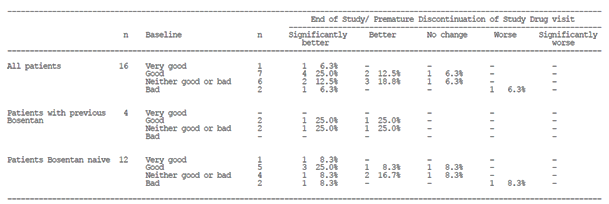 End of Study/ Premature Discontinuation of Study Drug visit
n Baseline n Significantly better Better No change Worse Significantly worse
All patients 16 Very good 1 1 6.3% - - - -
Good 7 4 25.0% 2 12.5% 1 6.3% - -
Neither good or bad 6 2 12.5% 3 18.8% 1 6.3% - -
Bad 2 1 6.3% - - 1 6.3% -
Patients with previous Bosentan 4 Very good - - - - - -
Good 2 1 25.0% 1 25.0% - - -
Neither good or bad 2 1 25.0% 1 25.0% - - -
Bad - - - - - -
Patients Bosentan naive 12 Very good 1 1 8.3% - - - -
Good 5 3 25.0% 1 8.3% 1 8.3% - -
Neither good or bad 4 1 8.3% 2 16.7% 1 8.3% - -
Bad 2 1 8.3% - - 1 8.3% -